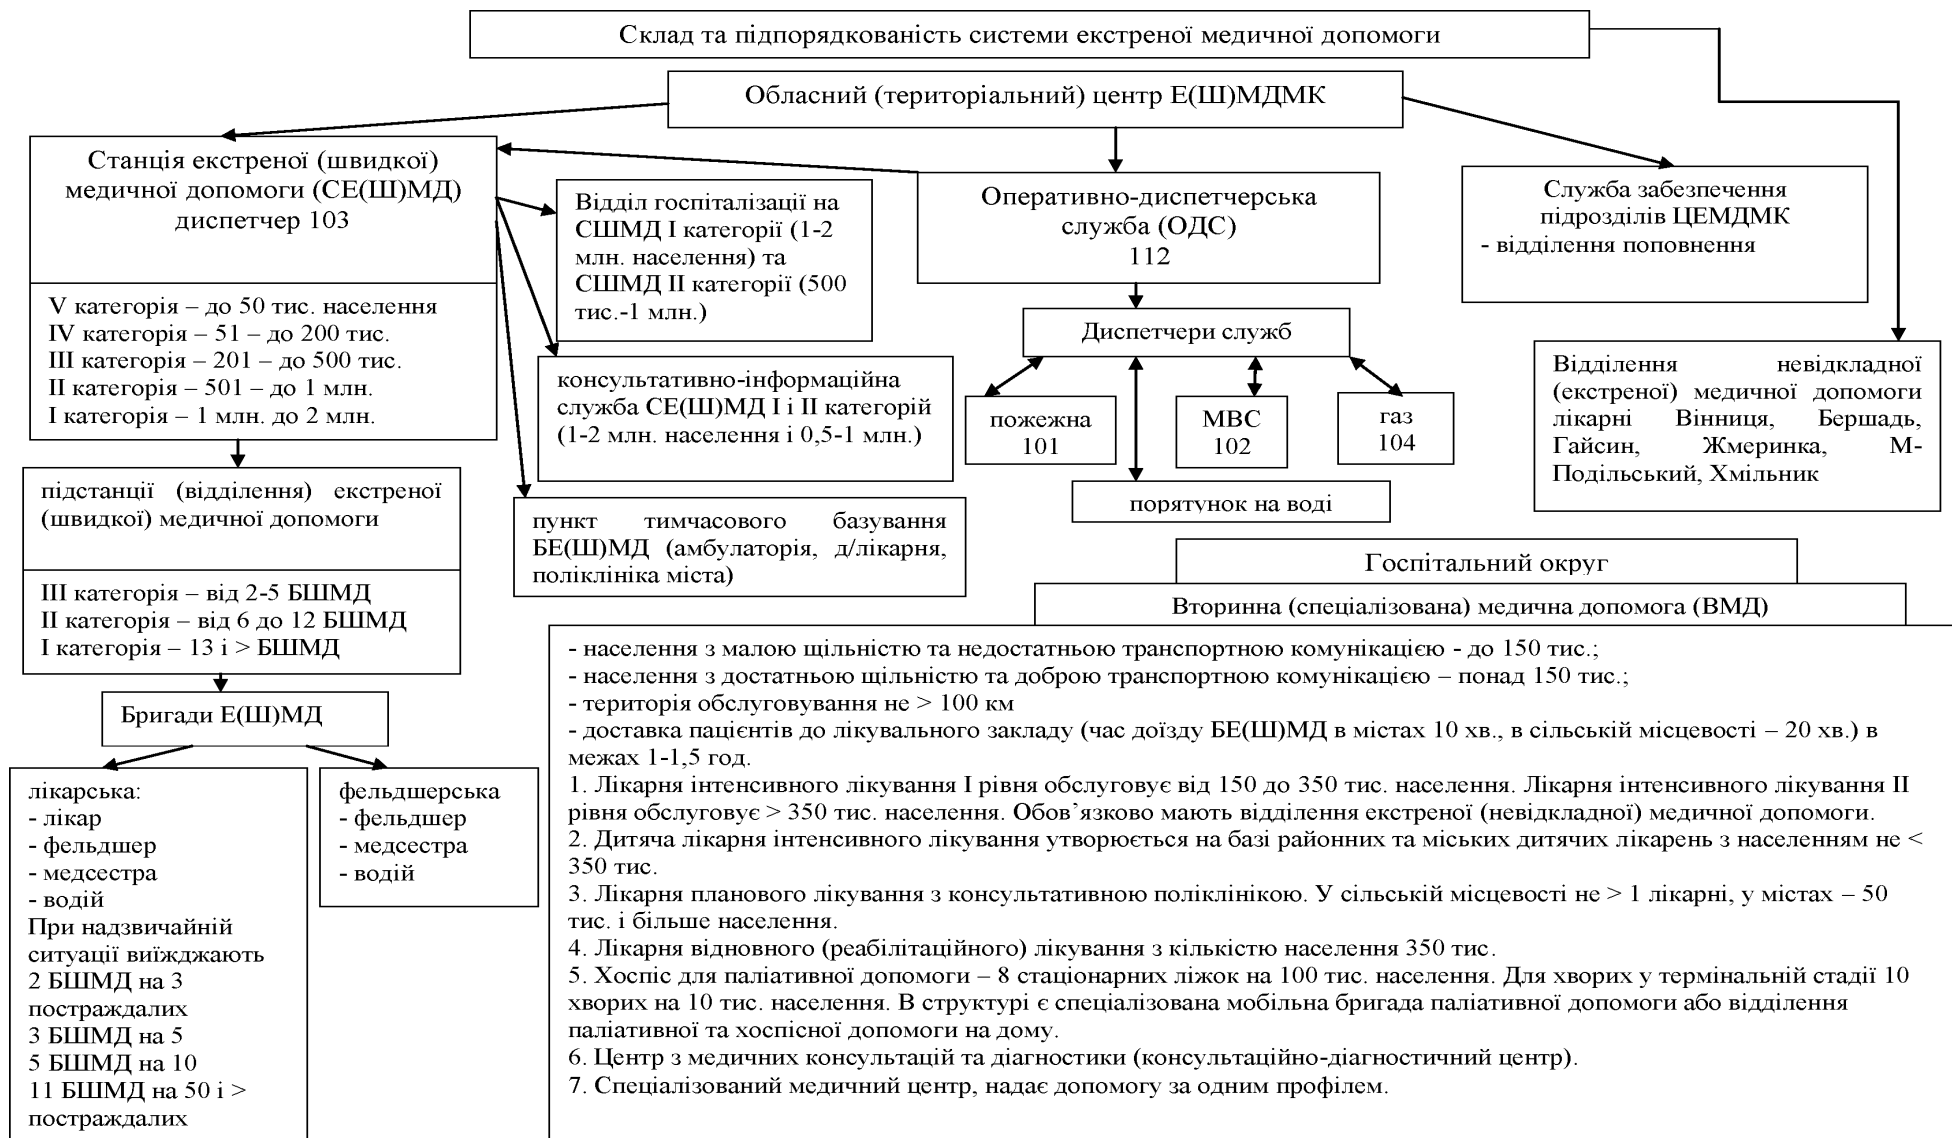 Склад та підпорядкованість системи екстреної медичної допомоги
Обласний (територіальний) центр Е(Ш)МДМК
Станція екстреної (швидкої)
медичної допомоги (СЕ(Ш)МД)
диспетчер 103
V категорія – до 50 тис. населення
IV категорія – 51 – до 200 тис.
III категорія – 201 – до 500 тис.
II категорія – 501 – до 1 млн.
I категорія – 1 млн. до 2 млн.
підстанції (відділення) екстреної
(швидкої) медичної допомоги
III категорія – від 2-5 БШМД
II категорія – від 6 до 12 БШМД
I категорія – 13 і > БШМД
Бригади Е(Ш)МД
лікарська:
- лікар
- фельдшер
- медсестра
- водій
При надзвичайній
ситуації виїжджають
2 БШМД на 3
постраждалих
3 БШМД на 5
5 БШМД на 10
11 БШМД на 50 і >
постраждалих
фельдшерська
- фельдшер
- медсестра
- водій
Відділ госпіталізації на
СШМД I категорії (1-2
млн. населення) та
СШМД II категорії (500
тис.-1 млн.)
консультативно-інформаційна
служба СЕ(Ш)МД I і II категорій
(1-2 млн. населення і 0,5-1 млн.)
пункт тимчасового базування
БЕ(Ш)МД (амбулаторія, д/лікарня,
поліклініка міста)
Оперативно-диспетчерська
служба (ОДС)
112
Диспетчери служб
пожежна
101
МВС
102
газ
104
порятунок на воді
Служба забезпечення
підрозділів ЦЕМДМК
- відділення поповнення
Відділення невідкладної
(екстреної) медичної допомоги
лікарні Вінниця, Бершадь,
Гайсин, Жмеринка, М-
Подільський, Хмільник
Госпітальний округ
Вторинна (спеціалізована) медична допомога (ВМД)
- населення з малою щільністю та недостатньою транспортною комунікацією - до 150 тис.;
- населення з достатньою щільністю та доброю транспортною комунікацією – понад 150 тис.;
- територія обслуговування не > 100 км
- доставка пацієнтів до лікувального закладу (час доїзду БЕ(Ш)МД в містах 10 хв., в сільській місцевості – 20 хв.) в
межах 1-1,5 год.
1. Лікарня інтенсивного лікування I рівня обслуговує від 150 до 350 тис. населення. Лікарня інтенсивного лікування II
рівня обслуговує > 350 тис. населення. Обов’язково мають відділення екстреної (невідкладної) медичної допомоги.
2. Дитяча лікарня інтенсивного лікування утворюється на базі районних та міських дитячих лікарень з населенням не <
350 тис.
3. Лікарня планового лікування з консультативною поліклінікою. У сільській місцевості не > 1 лікарні, у містах – 50
тис. і більше населення.
4. Лікарня відновного (реабілітаційного) лікування з кількістю населення 350 тис.
5. Хоспіс для паліативної допомоги – 8 стаціонарних ліжок на 100 тис. населення. Для хворих у термінальній стадії 10
хворих на 10 тис. населення. В структурі є спеціалізована мобільна бригада паліативної допомоги або відділення
паліативної та хоспісної допомоги на дому.
6. Центр з медичних консультацій та діагностики (консультаційно-діагностичний центр).
7. Спеціалізований медичний центр, надає допомогу за одним профілем.